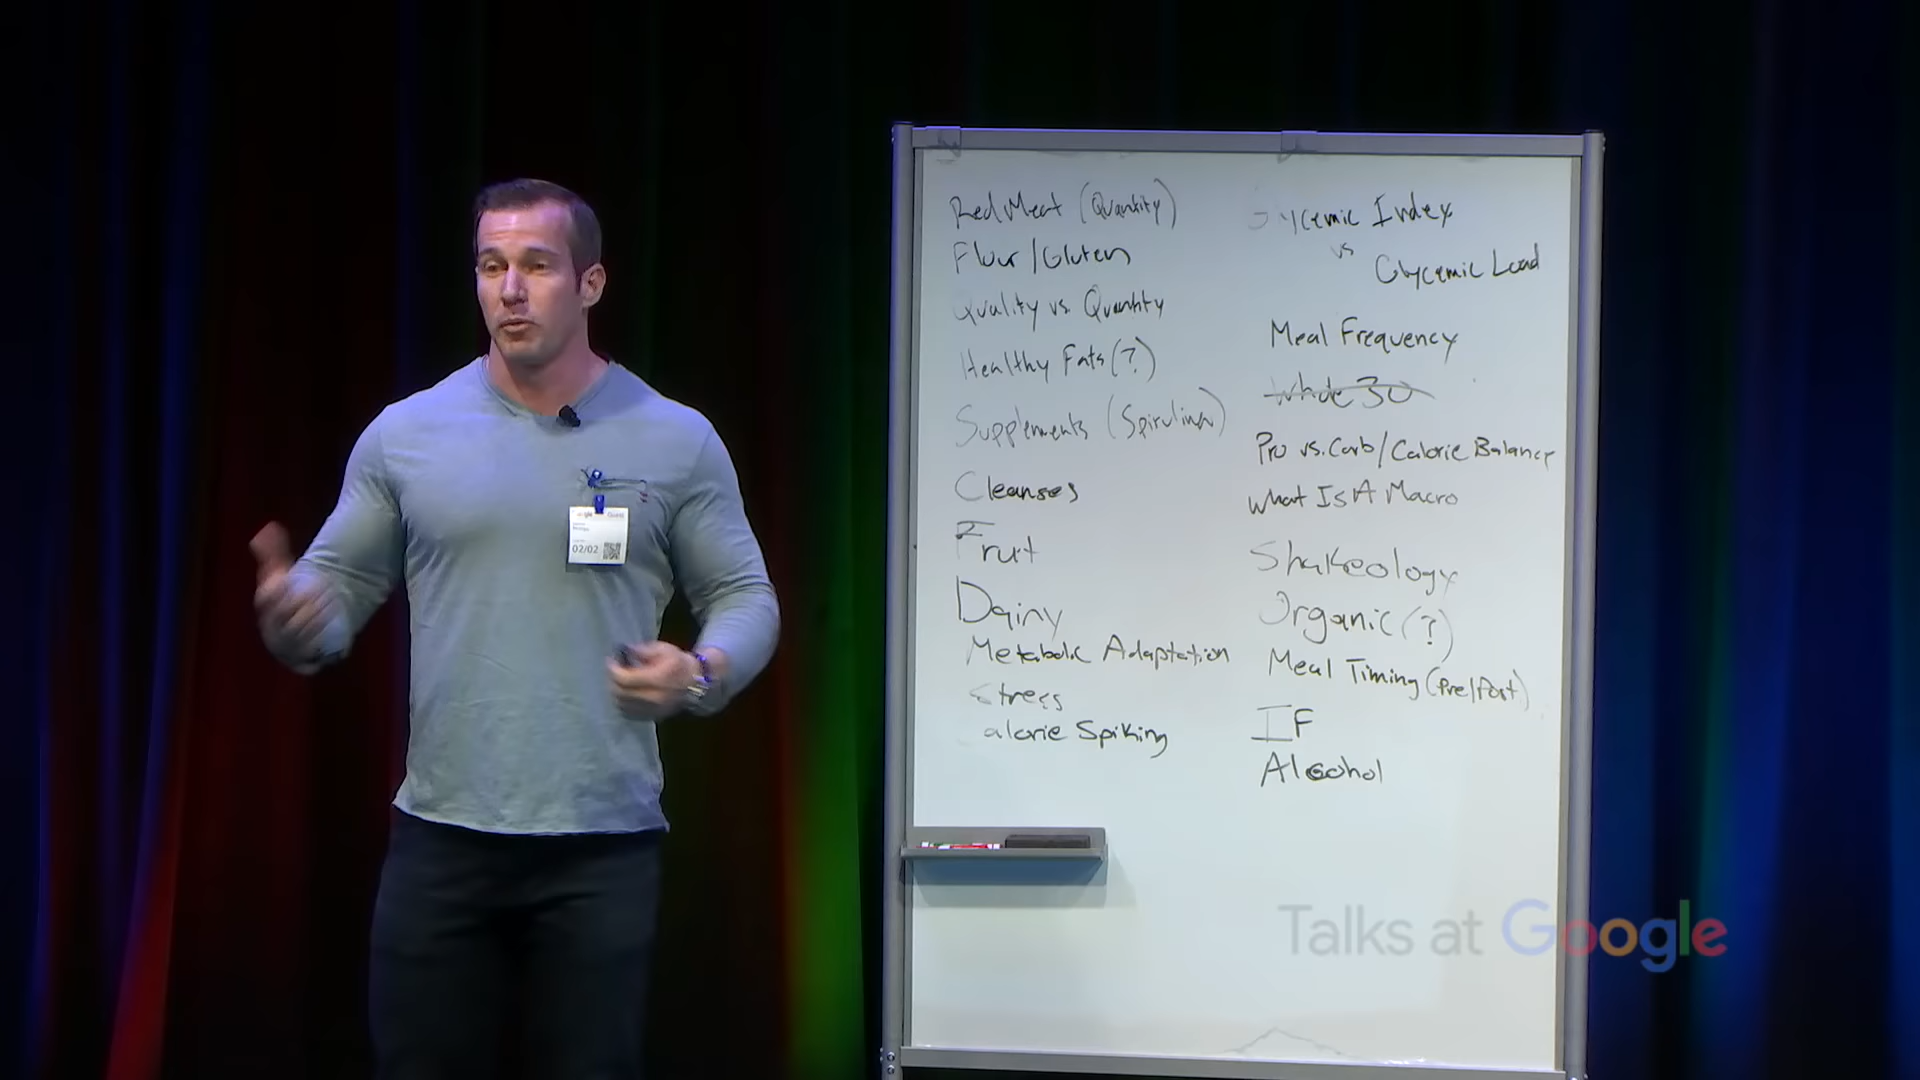 Red Meat (Quantity)
Flour/Gluten
Quality vs. Quantity
Healthy Fats (?)
Supplements (Spirulina)
Cleanses
Fruit
Dairy
Metabolic Adaptation
Stress
alorie Spiking
Glycemic Index
vs
Glycemic Load
Meal Frequency
Whole 30
Pro vs. Carb/Calorie Balance
What Is A Macro
Shakeology
Organic (?)
Meal Timing (Pre/Post)
IF
Alcohol
02/02
Talks at Google